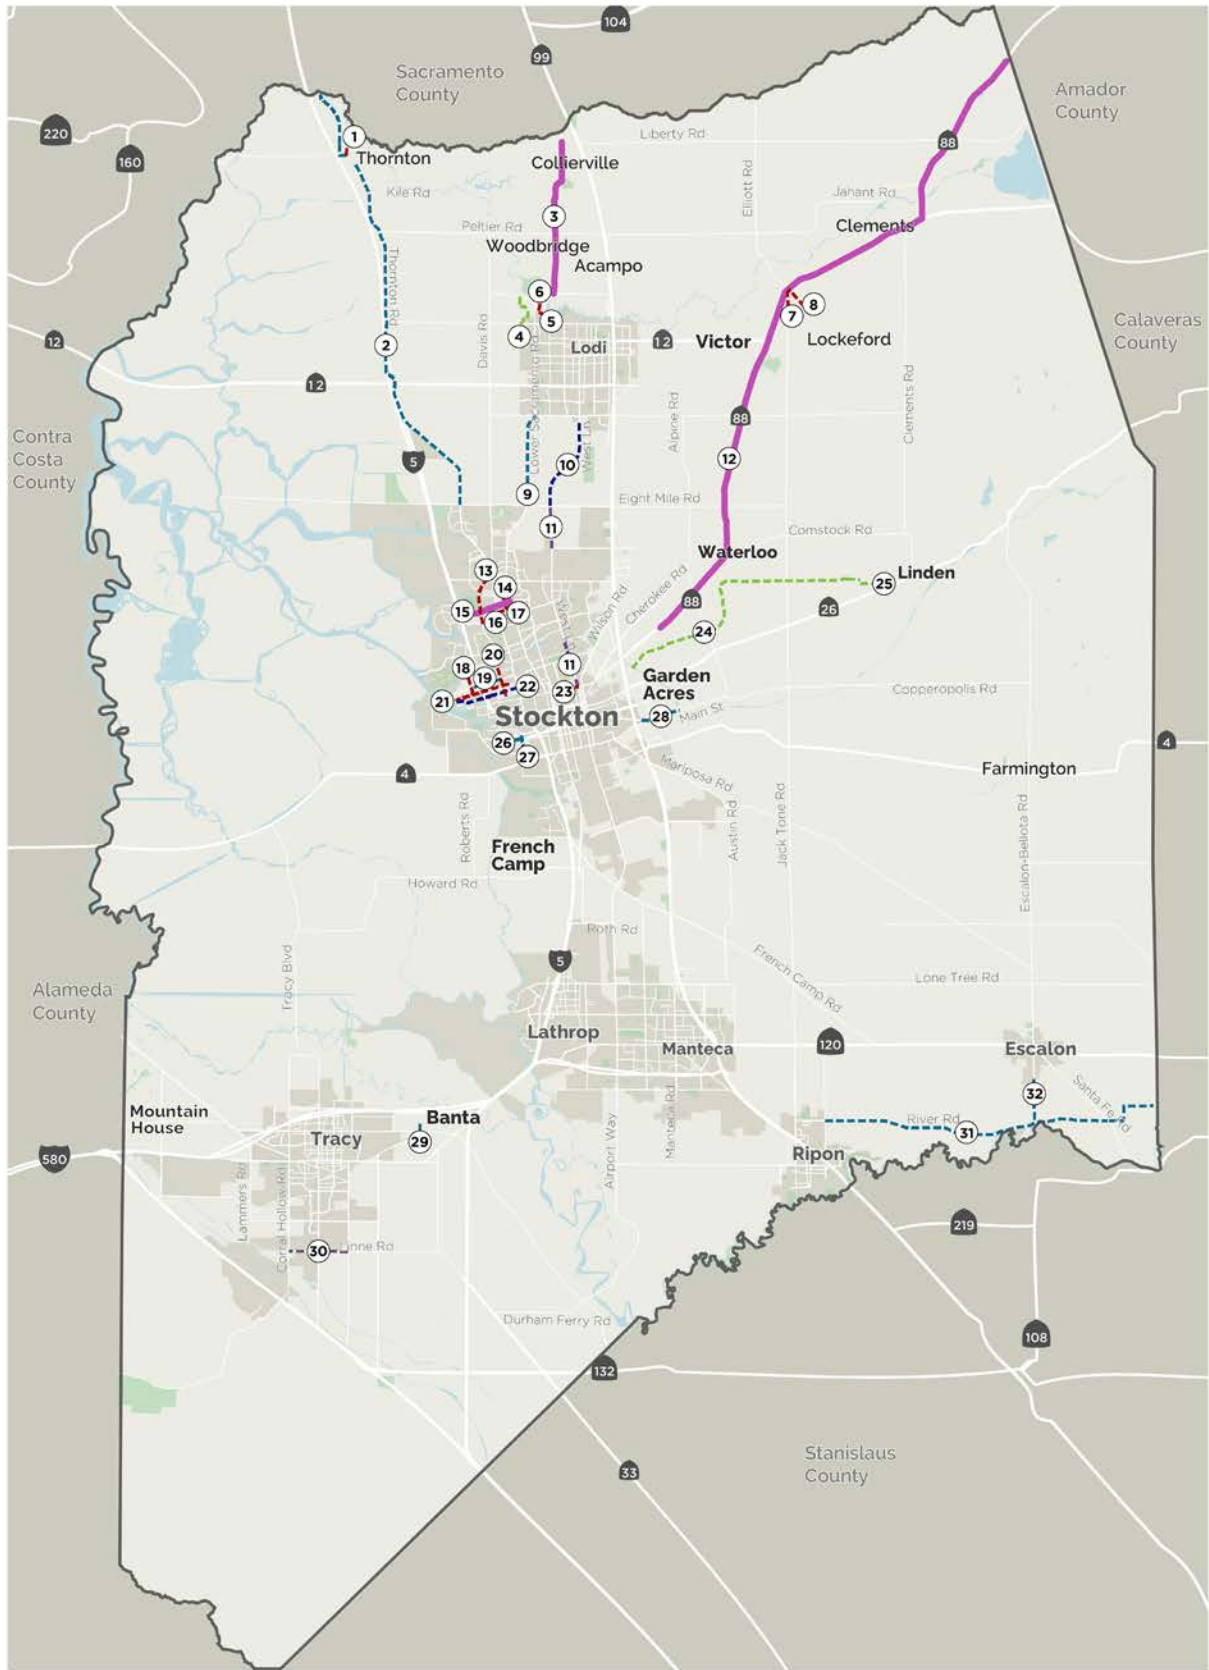 104
99
Sacramento
County
Amador
County
220
160
1
Thornton
Liberty Rd
88
Collierville
Kile Rd
Elliott Rd
Jahant Rd
3
Peltier Rd
Clements
Woodbridge
Acampo
Thornton Rd
6
8
7
5
4
Davis Rd
Lower Sacramento Rd
Lodi
12
Victor
Lockeford
Calaveras
County
12
2
12
Alpine Rd
Clements Rd
88
Contra
Costa
County
5
10
12
9
Eight Mile Rd
11
Comstock Rd
Waterloo
13
14
15
16
17
Wilson Rd
Cherokee Rd
88
Linden
25
26
24
20
18
19
11
22
21
23
Garden
Acres
Copperopolis Rd
Stockton
28
Main St
26
27
4
4
Mariposa Rd
Farmington
Roberts Rd
Austin Rd
Jack Tone Rd
Escalon-Bellota Rd
French
Camp
Howard Rd
Roth Rd
5
French Camp Rd
Lone Tree Rd
Tracy Blvd
Alameda
County
Lathrop
Manteca
120
Escalon
Mountain
House
Banta
29
Tracy
Airport Way
Manteca Rd
32
Santa Fe Rd
River Rd
31
Ripon
580
Lammers Rd
Corral Hollow Rd
30
219
Durham Ferry Rd
132
108
33
Stanislaus
County